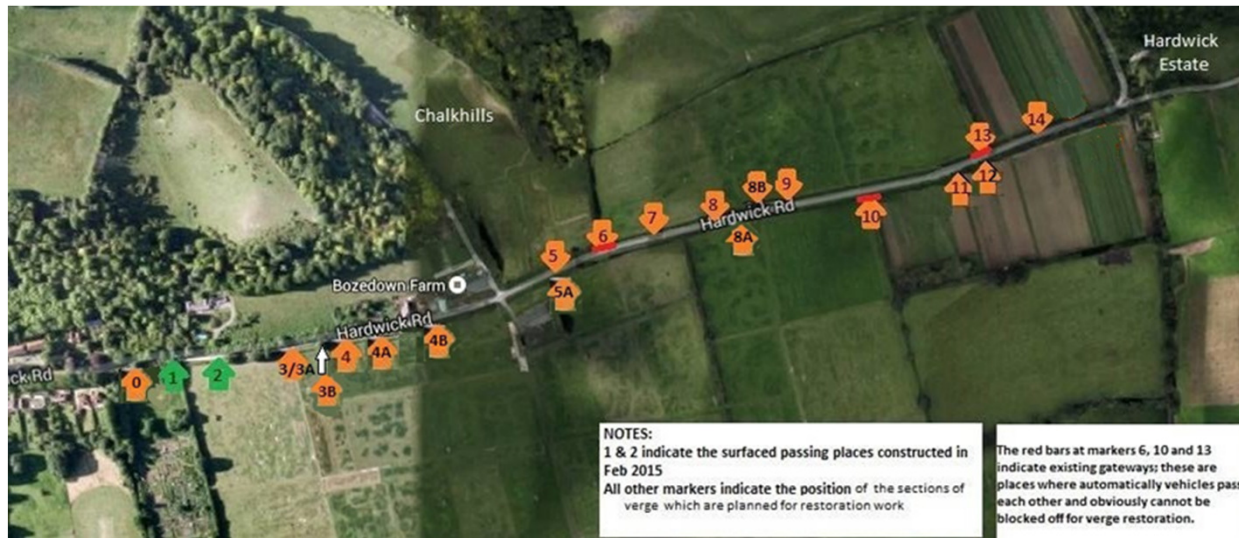 Hardwick
Estate
Chalkhills
14
13
12
11
9
8B
8
7
Hardwick Rd
10
8A
6
5
Bozedown Farm
5A
Hardwick Rd
4B
4A
4
3/3A
3B
2
1
0
ck Rd
NOTES:
1 & 2 indicate the surfaced passing places constructed in
Feb 2015
All other markers indicate the position of the sections of
verge which are planned for restoration work
The red bars at markers 6, 10 and 13
indicate existing gateways; these are
places where automatically vehicles pass
each other and obviously cannot be
blocked off for verge restoration.